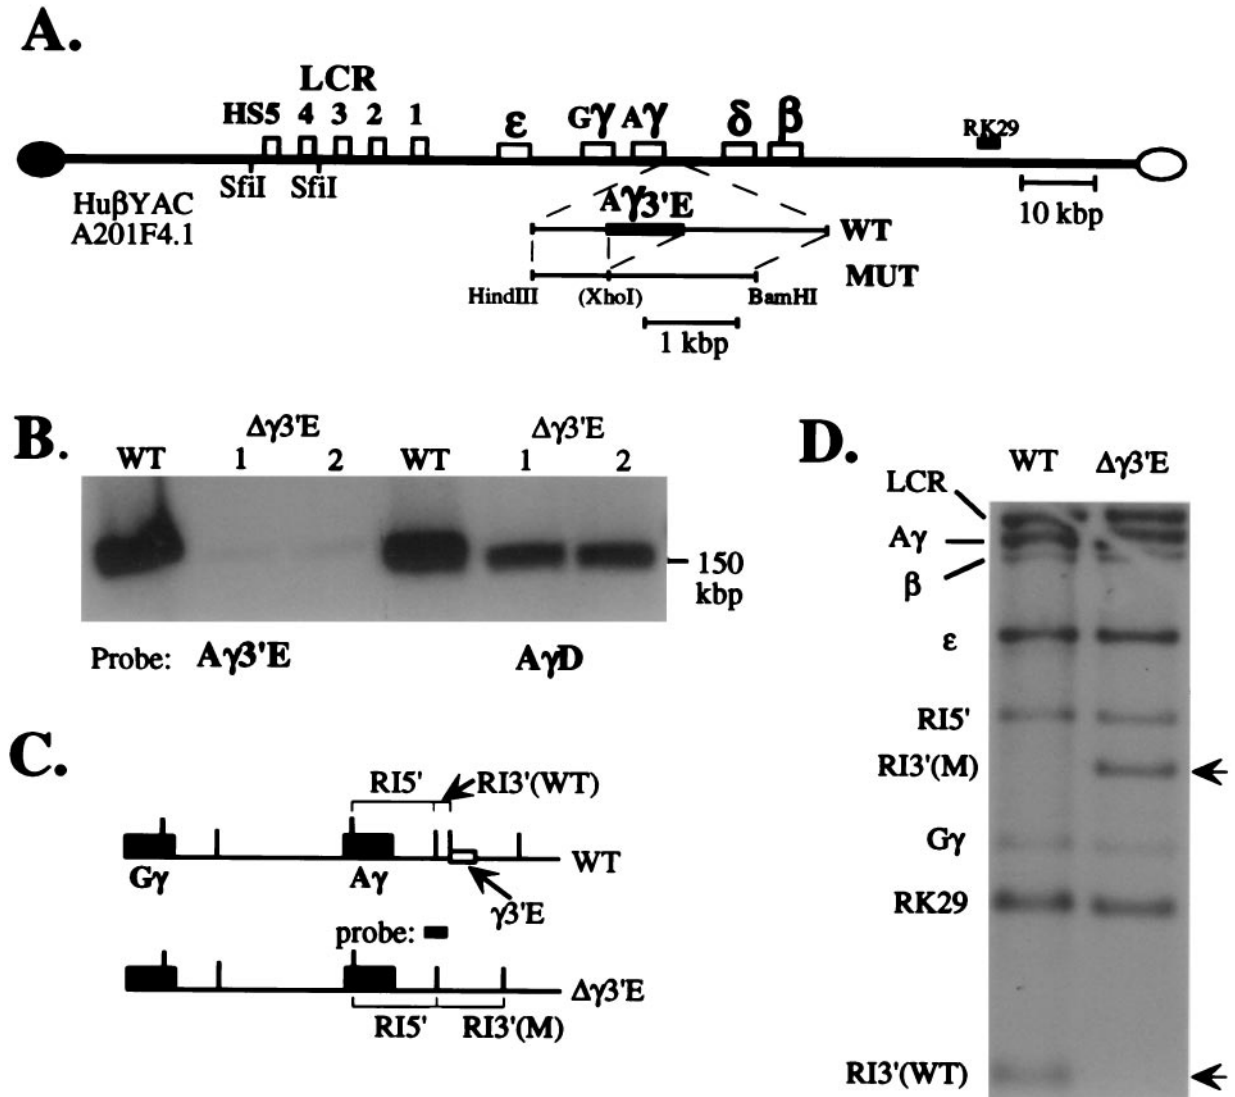 A.
LCR
HS5 4 3 2 1
ε Gγ Aγ δ β
RK29
SfiI SfiI
HuβYAC
A201F4.1
10 kbp
Aγ3'E
WT
MUT
HindIII (XhoI) BamHI
1 kbp
B.
Δγ3'E Δγ3'E
WT 1 2 WT 1 2
150
kbp
Probe: Aγ3'E AγD
C.
RI5' RI3'(WT)
WT
Gγ Aγ
γ3'E
probe:
Δγ3'E
RI5' RI3'(M)
D.
WT Δγ3'E
LCR
Aγ
β
ε
RI5'
RI3'(M)
Gγ
RK29
RI3'(WT)